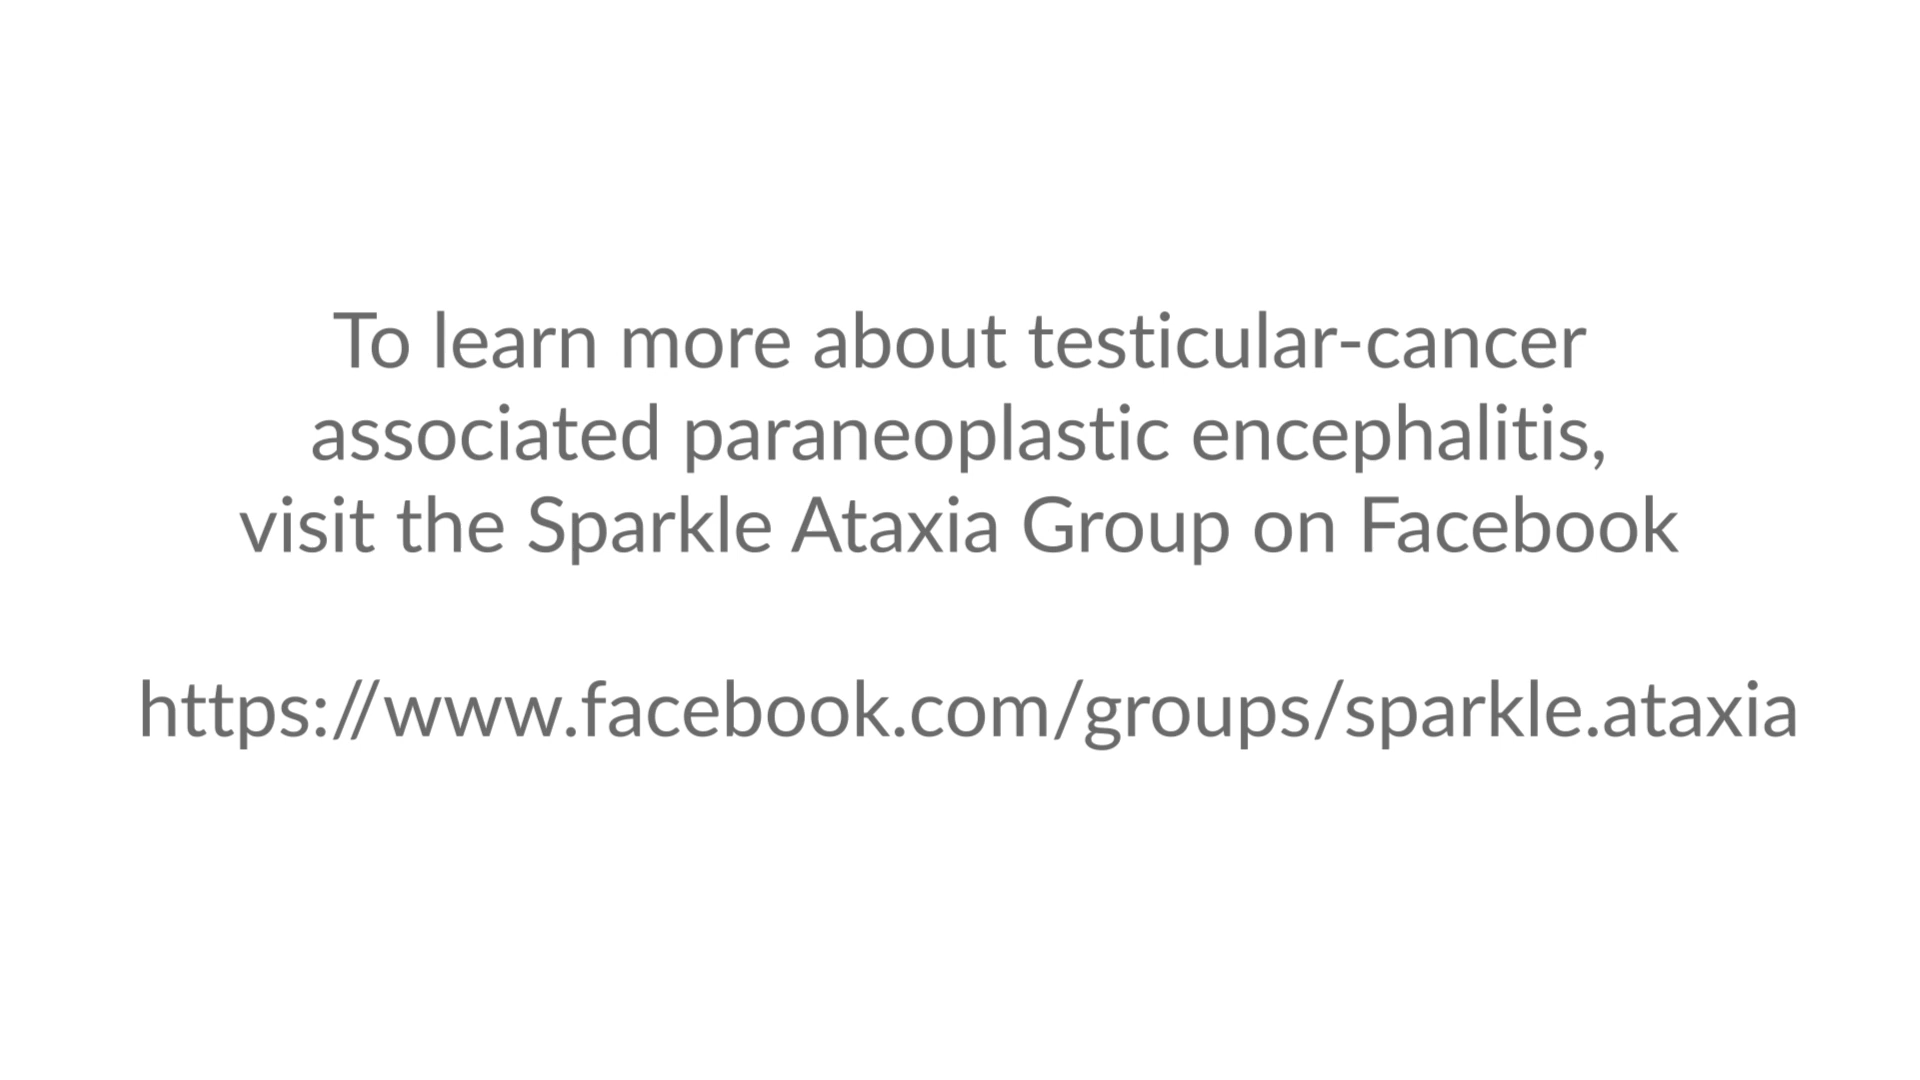 To learn more about testicular-cancer
associated paraneoplastic encephalitis,
visit the Sparkle Ataxia Group on Facebook
https://www.facebook.com/groups/sparkle.ataxia